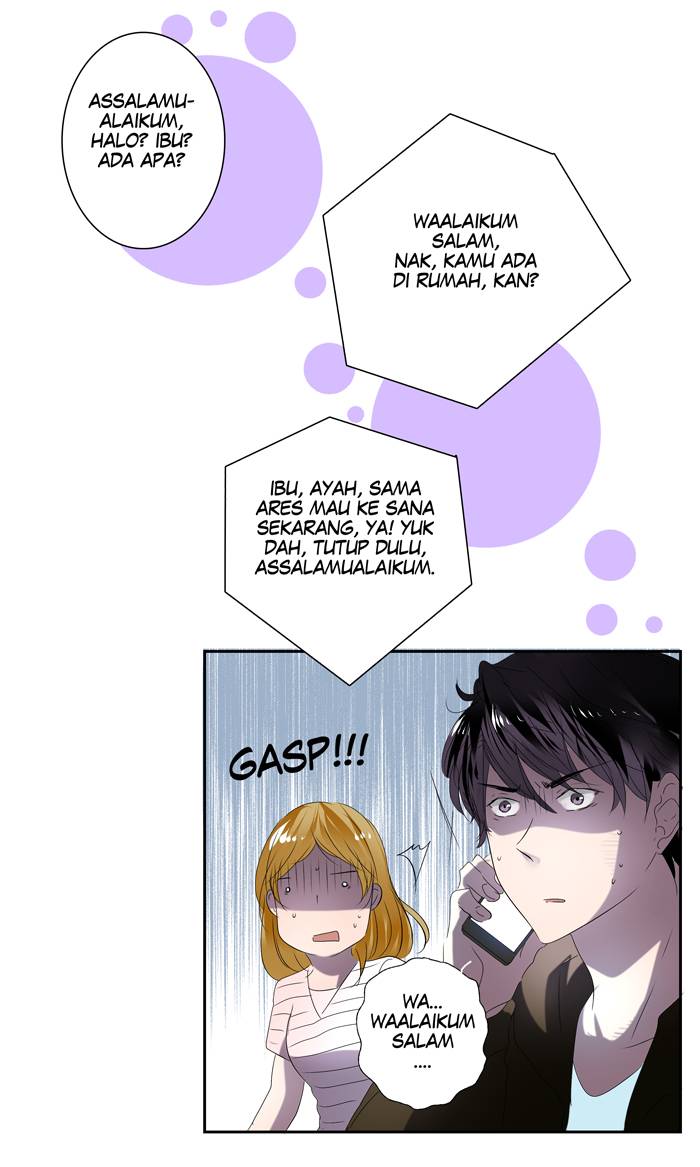 ASSALAMU-
ALAIKUM,
HALO? IBU?
ADA APA?
WAALAIKUM
SALAM,
NAK, KAMU ADA
DI RUMAH, KAN?
IBU, AYAH, SAMA
ARES MAU KE SANA
SEKARANG, YA! YUK
DAH, TUTUP DULU,
ASSALAMUALAIKUM.
GASP!!!
WA...
WAALAIKUM
SALAM
....